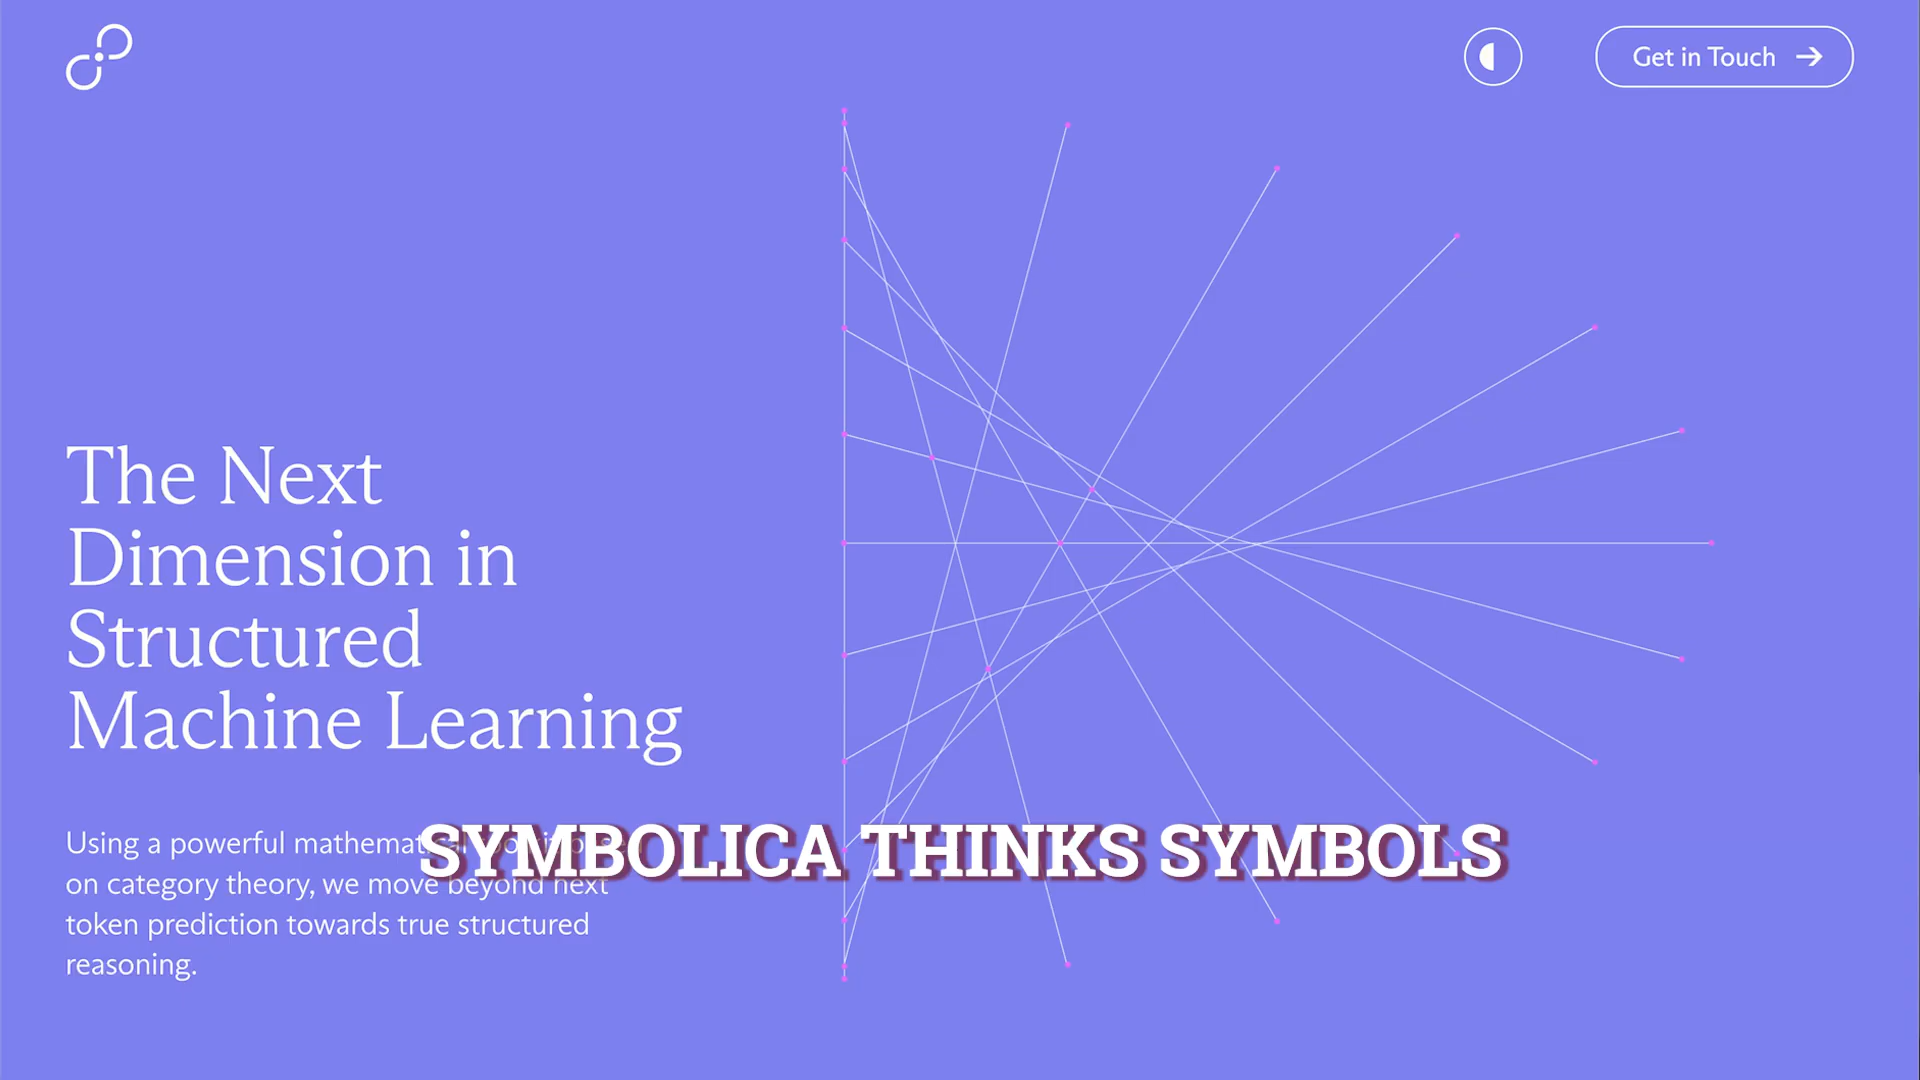 Get in Touch
The Next
Dimension in
Structured
Machine Learning
Using a powerful
on category theory, we move beyond next
token prediction towards true structured
reasoning.
SYMBOLICA THINKS SYMBOLS